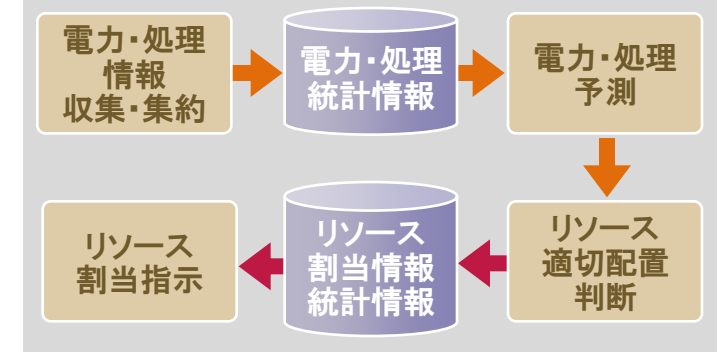 電力・処理
情報
収集・集約
電力・処理
統計情報
電力・処理
予測
リソース
適切配置
判断
リソース
割当情報
統計情報
リソース
割当指示